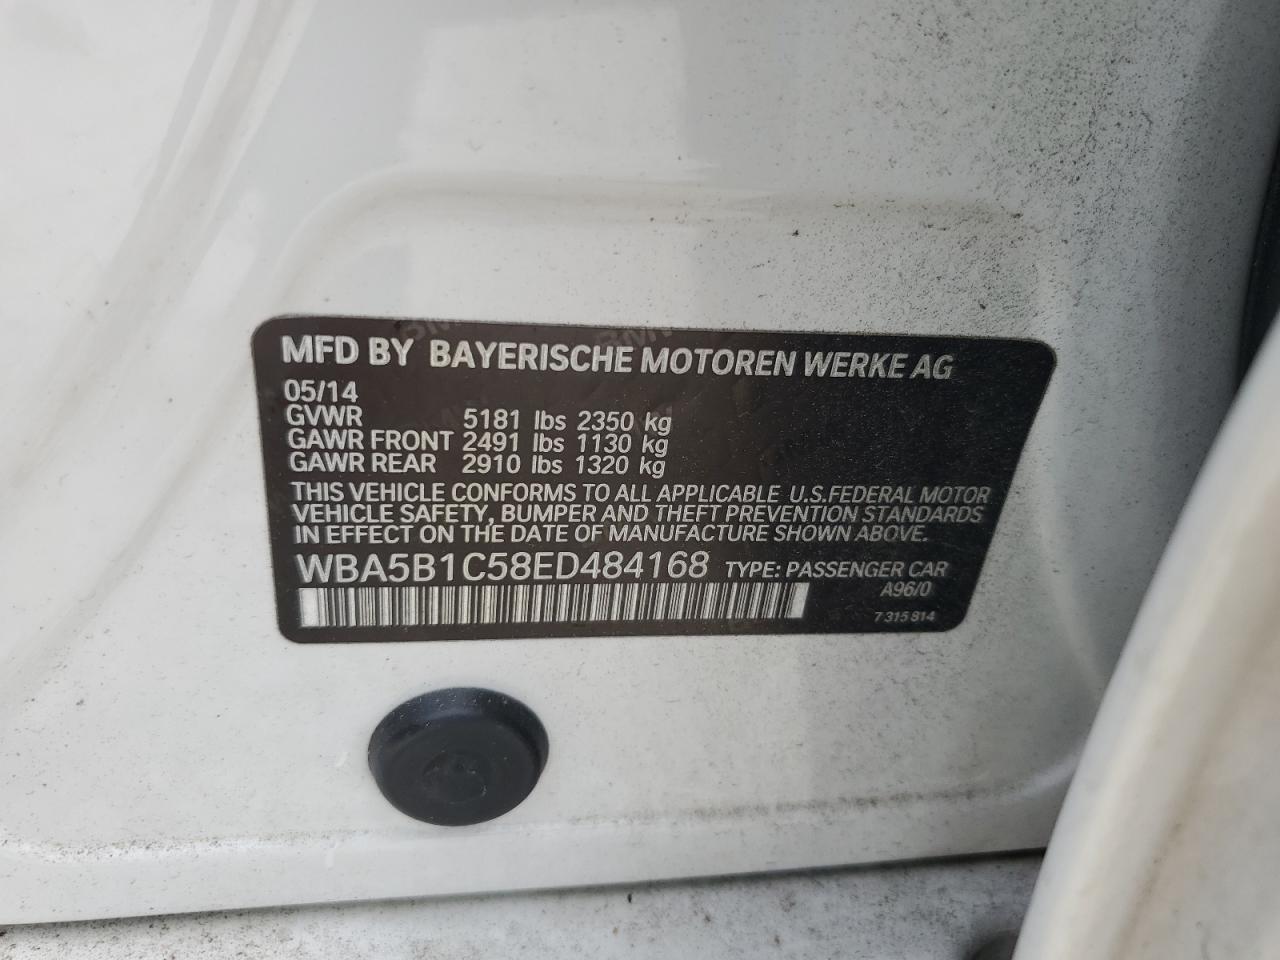 MFD BY BAYERISCHE MOTOREN WERKE AG
05/14
GVWR 5181 lbs 2350 kg
GAWR FRONT 2491 lbs 1130 kg
GAWR REAR 2910 lbs 1320 kg
THIS VEHICLE CONFORMS TO ALL APPLICABLE U.S.FEDERAL MOTOR
VEHICLE SAFETY, BUMPER AND THEFT PREVENTION STANDARDS
IN EFFECT ON THE DATE OF MANUFACTURE SHOWN ABOVE.
WBA5B1C58ED484168 TYPE: PASSENGER CAR
A96/0
7 315 814